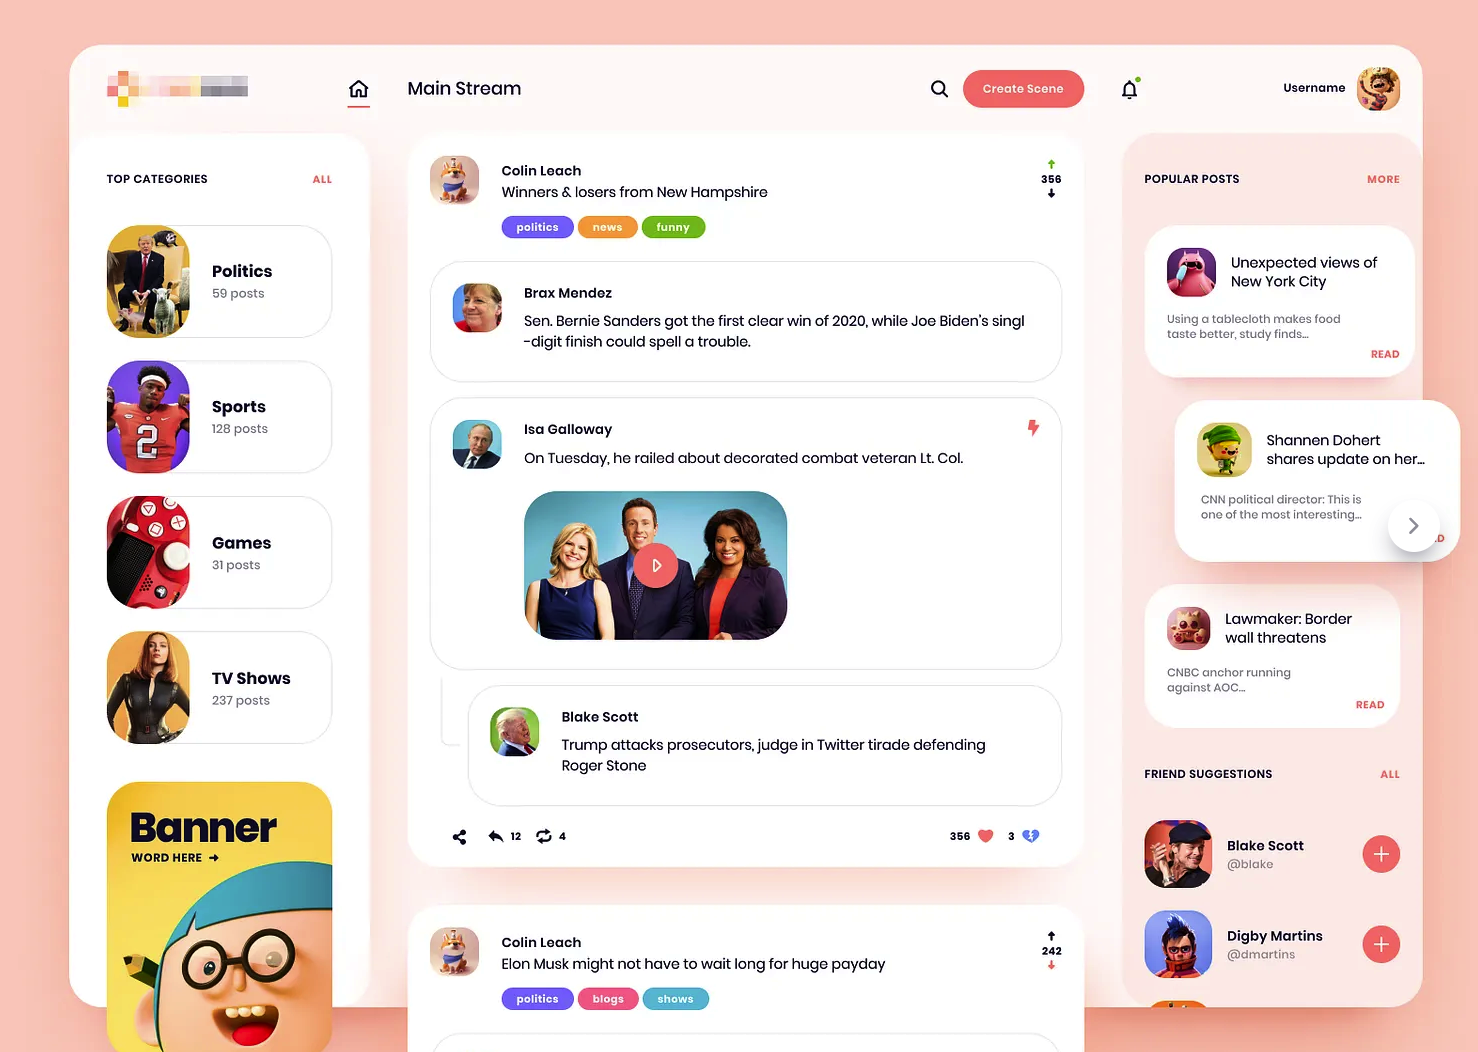 Main Stream
Create Scene
Username
TOP CATEGORIES
ALL
Politics
59 posts
Sports
128 posts
2
Games
31 posts
TV Shows
237 posts
Banner
WORD HERE →
Colin Leach
Winners & losers from New Hampshire
politics news funny
356
Brax Mendez
Sen. Bernie Sanders got the first clear win of 2020, while Joe Biden's singl
-digit finish could spell a trouble.
Isa Galloway
On Tuesday, he railed about decorated combat veteran Lt. Col.
Blake Scott
Trump attacks prosecutors, judge in Twitter tirade defending
Roger Stone
12 4
356 3
Colin Leach
Elon Musk might not have to wait long for huge payday
politics blogs shows
242
POPULAR POSTS
MORE
Unexpected views of
New York City
Using a tablecloth makes food
taste better, study finds...
READ
Shannen Dohert
shares update on her...
CNN political director: This is
one of the most interesting...
D
Lawmaker: Border
wall threatens
CNBC anchor running
against AOC...
READ
FRIEND SUGGESTIONS
ALL
Blake Scott
@blake
Digby Martins
@dmartins